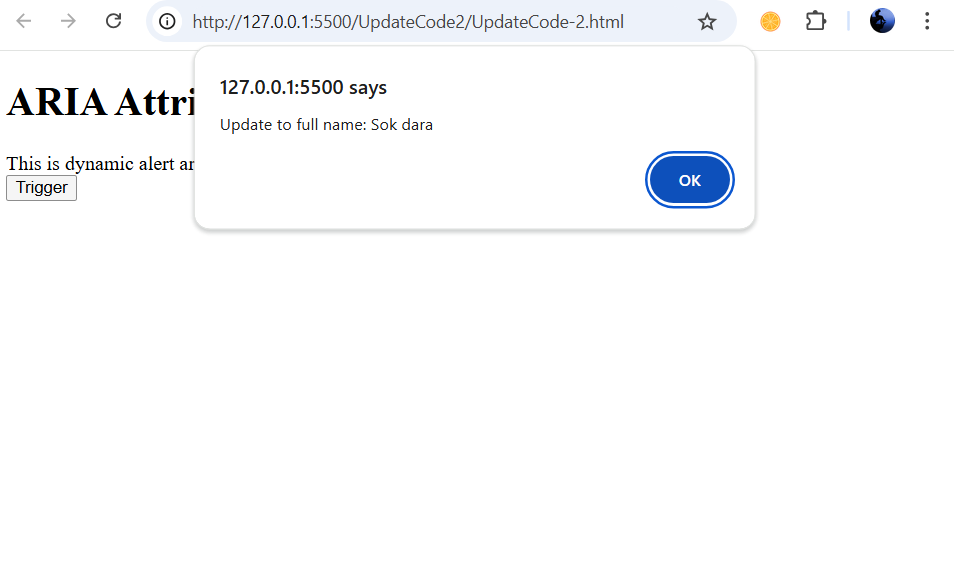 http://127.0.0.1:5500/UpdateCode2/UpdateCode-2.html
127.0.0.1:5500 says
Update to full name: Sok dara
OK
ARIA Attri
This is dynamic alert ar
Trigger